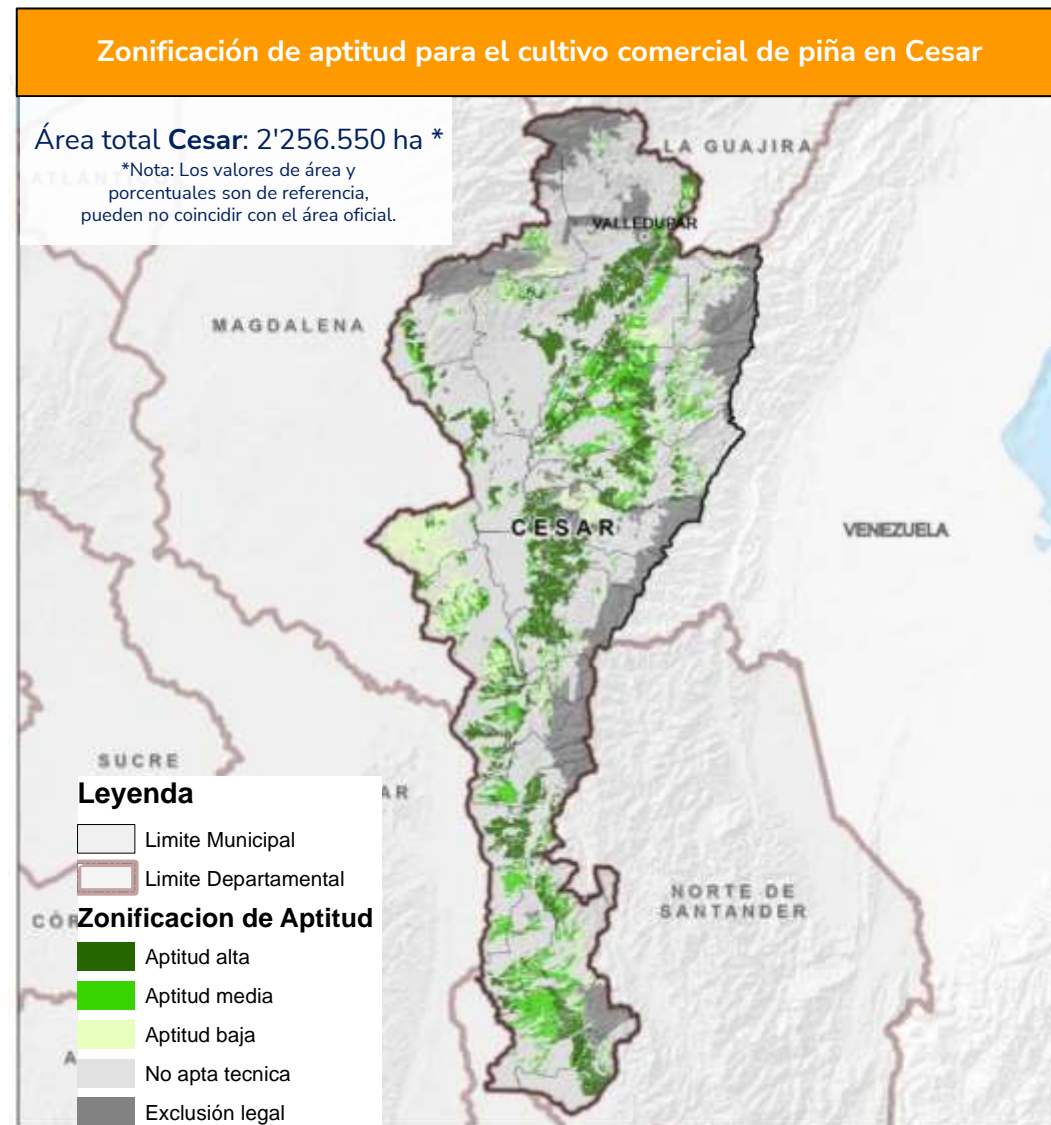 Zonificación de aptitud para el cultivo comercial de piña en Cesar
Área total Cesar: 2'256.550 ha *
*Nota: Los valores de área y
porcentuales son de referencia,
pueden no coincidir con el área oficial.
LA GUAJIRA
VALLEDUPAR
MAGDALENA
CESAR
VENEZUELA
SUCRE
AR
NORTE DE
SANTANDER
CÓR
A
Leyenda
Limite Municipal
Limite Departamental
Zonificacion de Aptitud
Aptitud alta
Aptitud media
Aptitud baja
No apta tecnica
Exclusión legal